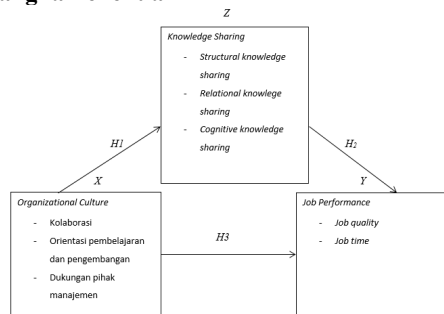 Z
Knowledge Sharing
- Structural knowledge
sharing
- Relational knowlege
sharing
- Cognitive knowledge
sharing
H1
H2
X
Y
Organizational Culture
- Kolaborasi
- Orientasi pembelajaran
dan pengembangan
- Dukungan pihak
manajemen
H3
Job Performance
- Job quality
- Job time